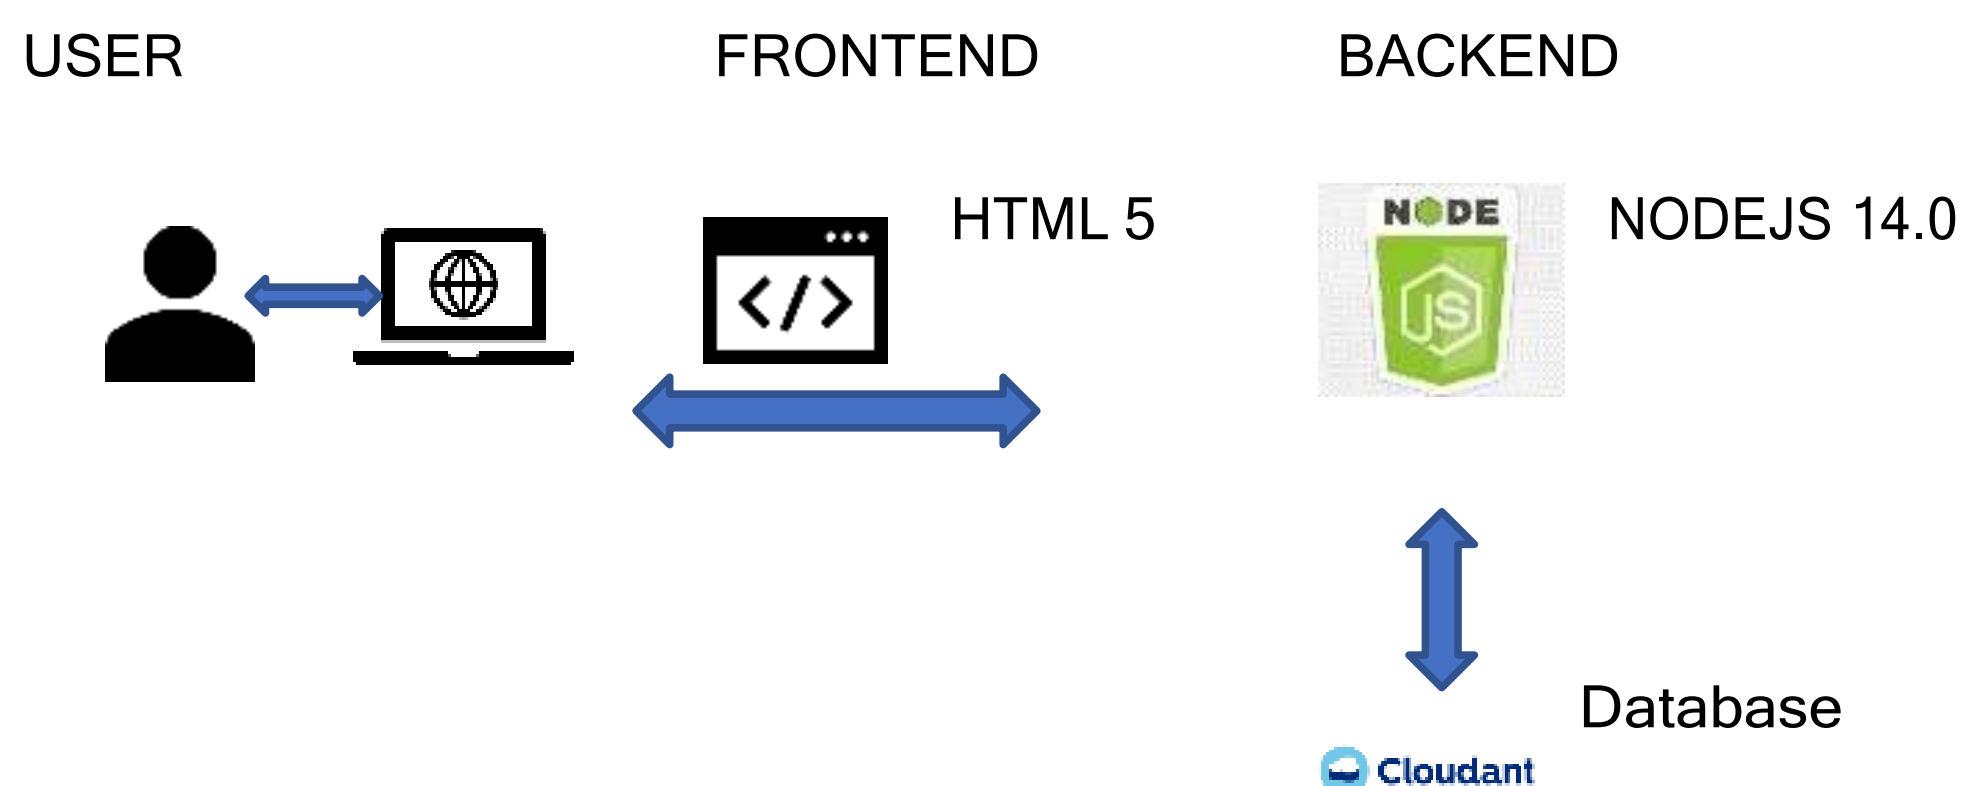 USER
FRONTEND
BACKEND
HTML 5
NODE
JS
NODEJS 14.0
</>
Database
Cloudant